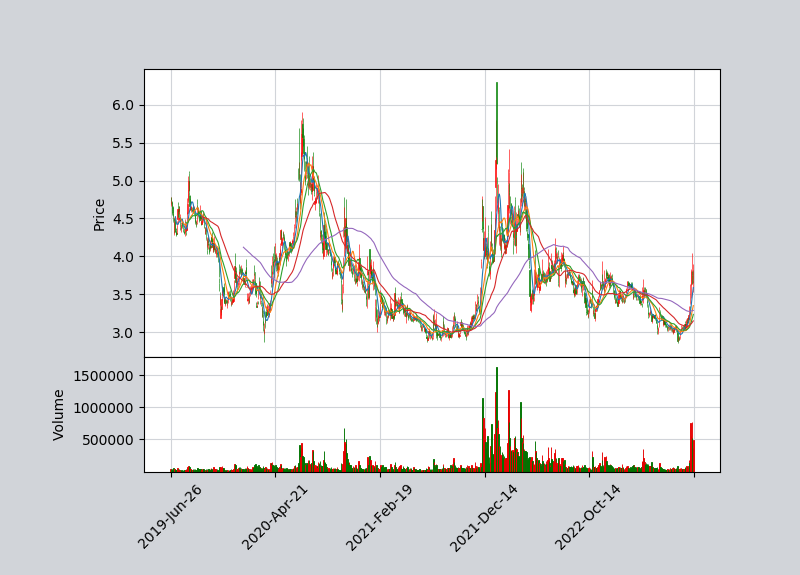 6.0
5.5
5.0
4.5
4.0
3.5
3.0
Price
1500000
1000000
500000
Volume
2019-Jun-26
2020-Apr-21
2021-Feb-19
2021-Dec-14
2022-Oct-14